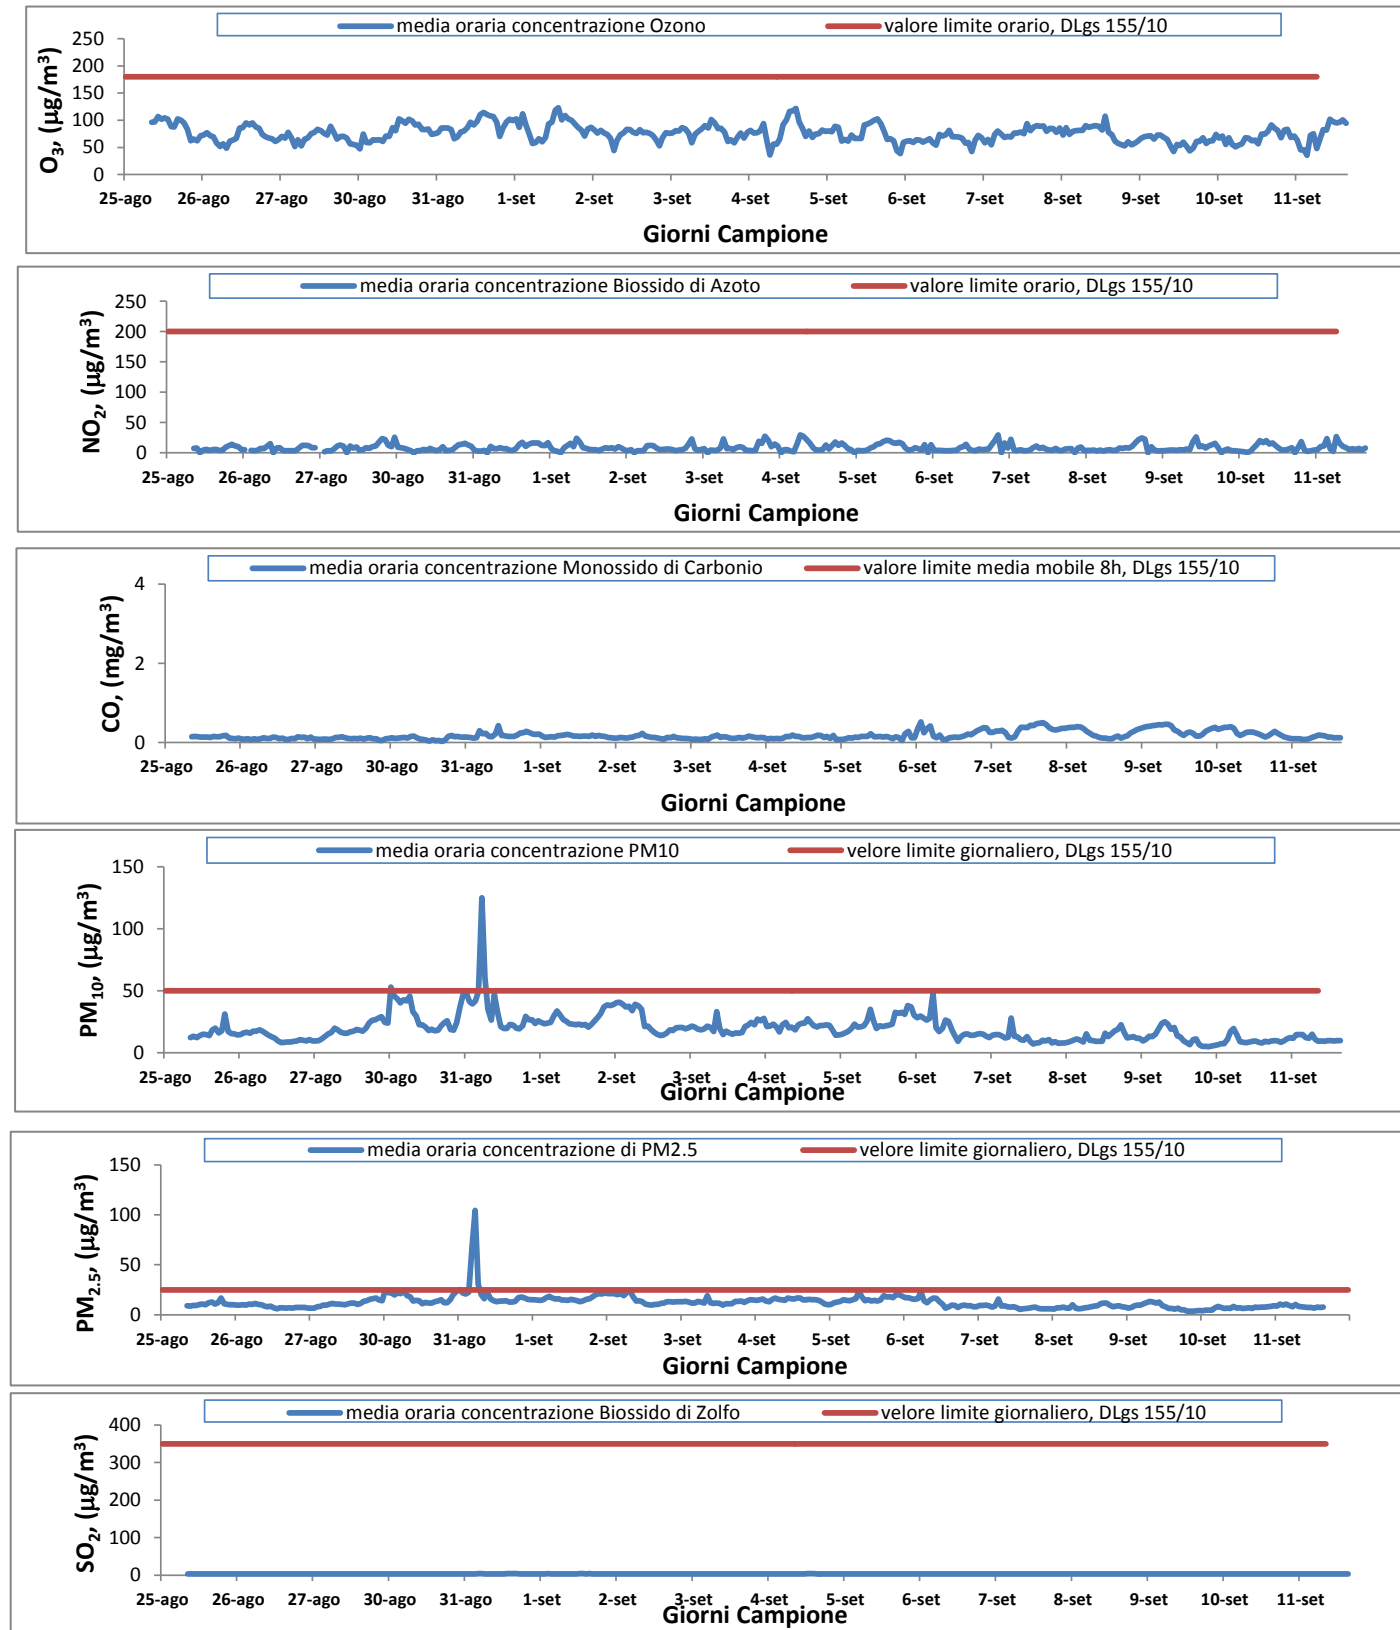 media oraria concentrazione Ozono valore limite orario, DLgs 155/10
O3, (µg/m³)
250
200
150
100
50
0
25-ago 26-ago 27-ago 30-ago 31-ago 1-set 2-set 3-set 4-set 5-set 6-set 7-set 8-set 9-set 10-set 11-set
Giorni Campione
media oraria concentrazione Biossido di Azoto valore limite orario, DLgs 155/10
NO2, (µg/m³)
250
200
150
100
50
0
25-ago 26-ago 27-ago 30-ago 31-ago 1-set 2-set 3-set 4-set 5-set 6-set 7-set 8-set 9-set 10-set 11-set
Giorni Campione
media oraria concentrazione Monossido di Carbonio valore limite media mobile 8h, DLgs 155/10
CO, (mg/m³)
4
2
0
25-ago 26-ago 27-ago 30-ago 31-ago 1-set 2-set 3-set 4-set 5-set 6-set 7-set 8-set 9-set 10-set 11-set
Giorni Campione
media oraria concentrazione PM10 velore limite giornaliero, DLgs 155/10
PM10, (µg/m³)
150
100
50
0
25-ago 26-ago 27-ago 30-ago 31-ago 1-set 2-set 3-set 4-set 5-set 6-set 7-set 8-set 9-set 10-set 11-set
Giorni Campione
media oraria concentrazione di PM2.5 velore limite giornaliero, DLgs 155/10
PM2.5, (µg/m³)
150
100
50
0
25-ago 26-ago 27-ago 30-ago 31-ago 1-set 2-set 3-set 4-set 5-set 6-set 7-set 8-set 9-set 10-set 11-set
Giorni Campione
media oraria concentrazione Biossido di Zolfo velore limite giornaliero, DLgs 155/10
SO2, (µg/m³)
400
300
200
100
0
25-ago 26-ago 27-ago 30-ago 31-ago 1-set 2-set 3-set 4-set 5-set 6-set 7-set 8-set 9-set 10-set 11-set
Giorni Campione